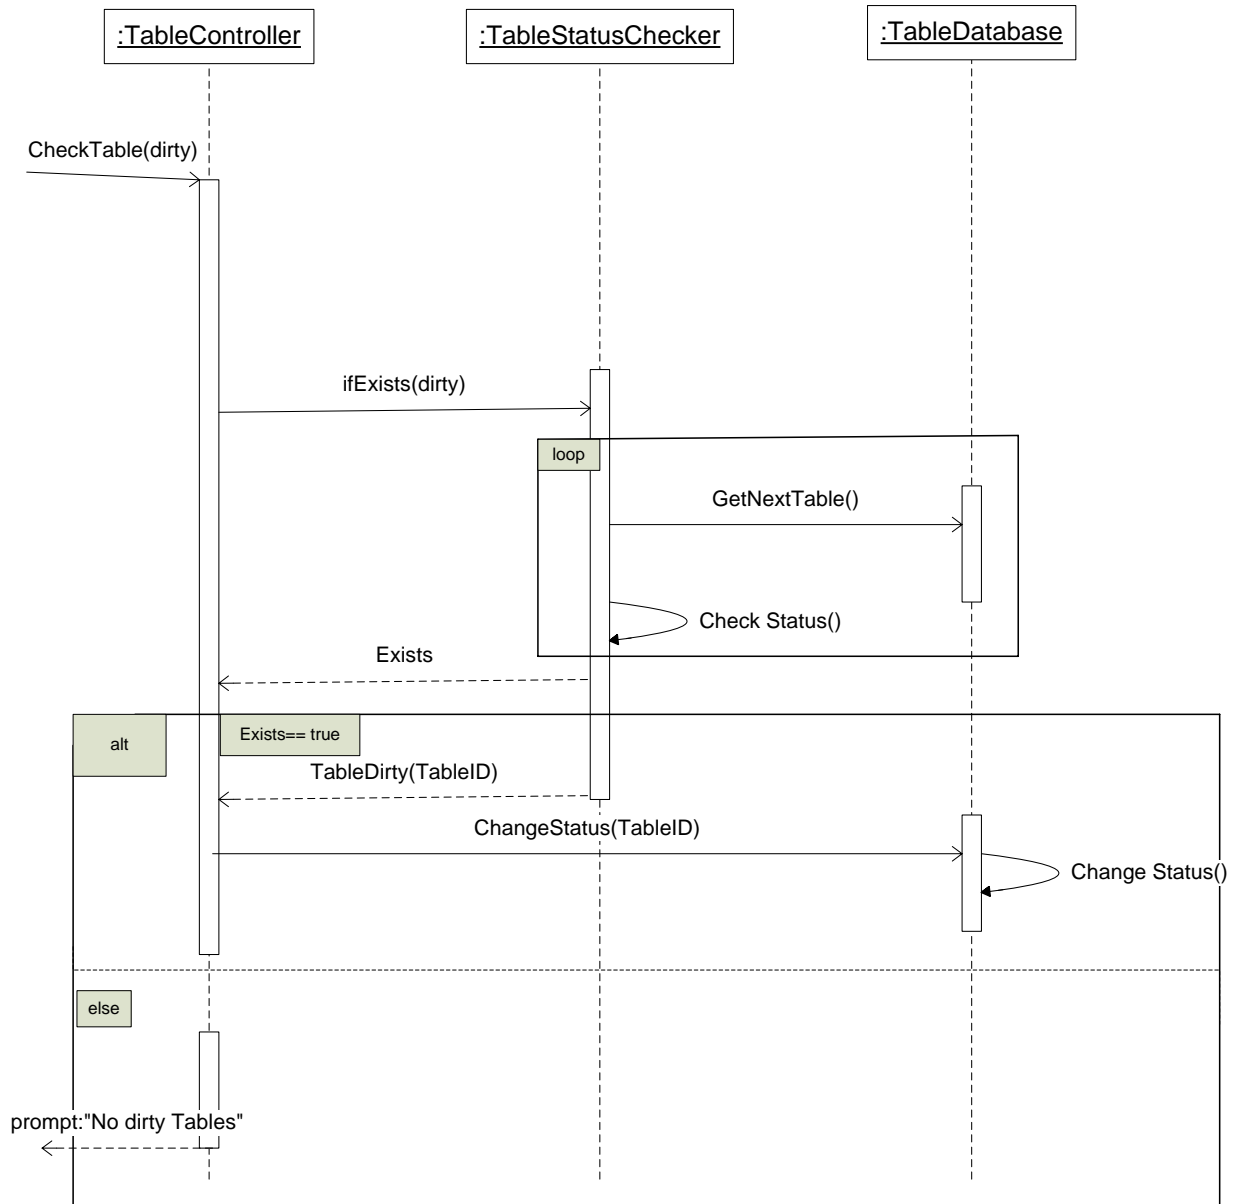 :TableController
:TableStatusChecker
:TableDatabase
CheckTable(dirty)
ifExists(dirty)
loop
GetNextTable()
Check Status()
Exists
alt
Exists== true
TableDirty(TableID)
ChangeStatus(TableID)
Change Status()
else
prompt:"No dirty Tables"